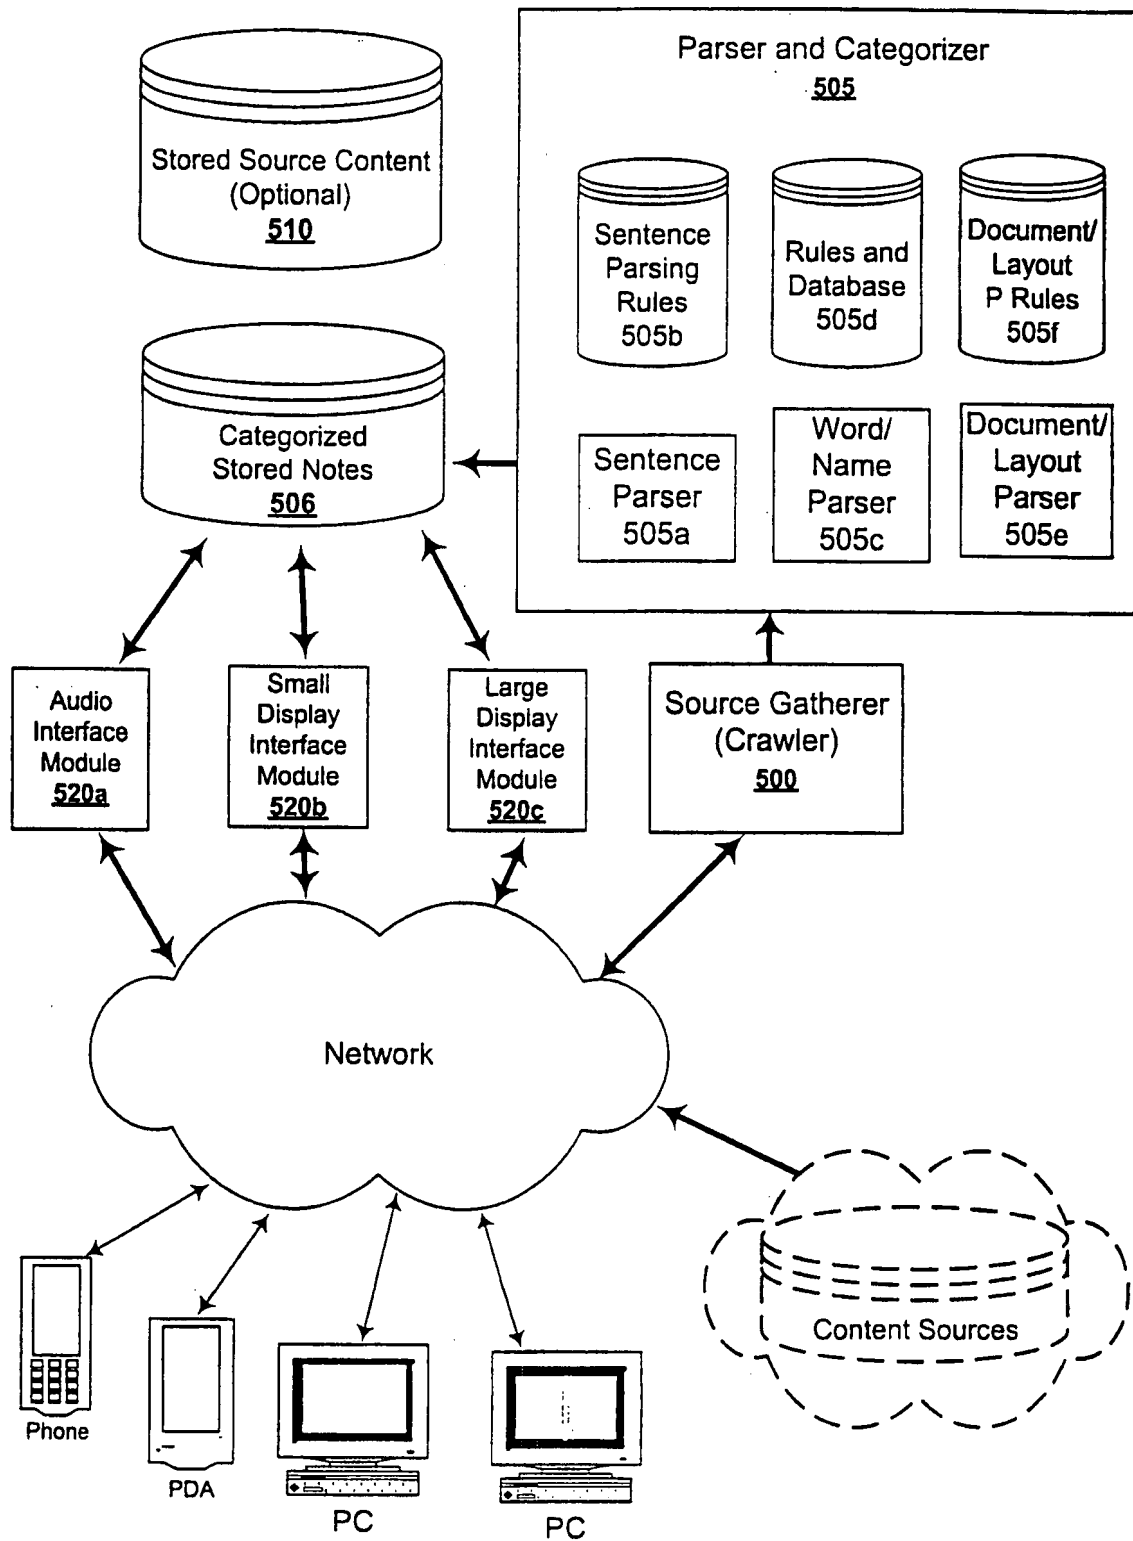 Parser and Categorizer
505
Stored Source Content
(Optional)
510
Sentence
Parsing
Rules
505b
Rules and
Database
505d
Document/
Layout
P Rules
505f
Categorized
Stored Notes
506
Sentence
Parser
505a
Word/
Name
Parser
505c
Document/
Layout
Parser
505e
Audio
Interface
Module
520a
Small
Display
Interface
Module
520b
Large
Display
Interface
Module
520c
Source Gatherer
(Crawler)
500
Network
Content Sources
Phone
PDA
PC
PC